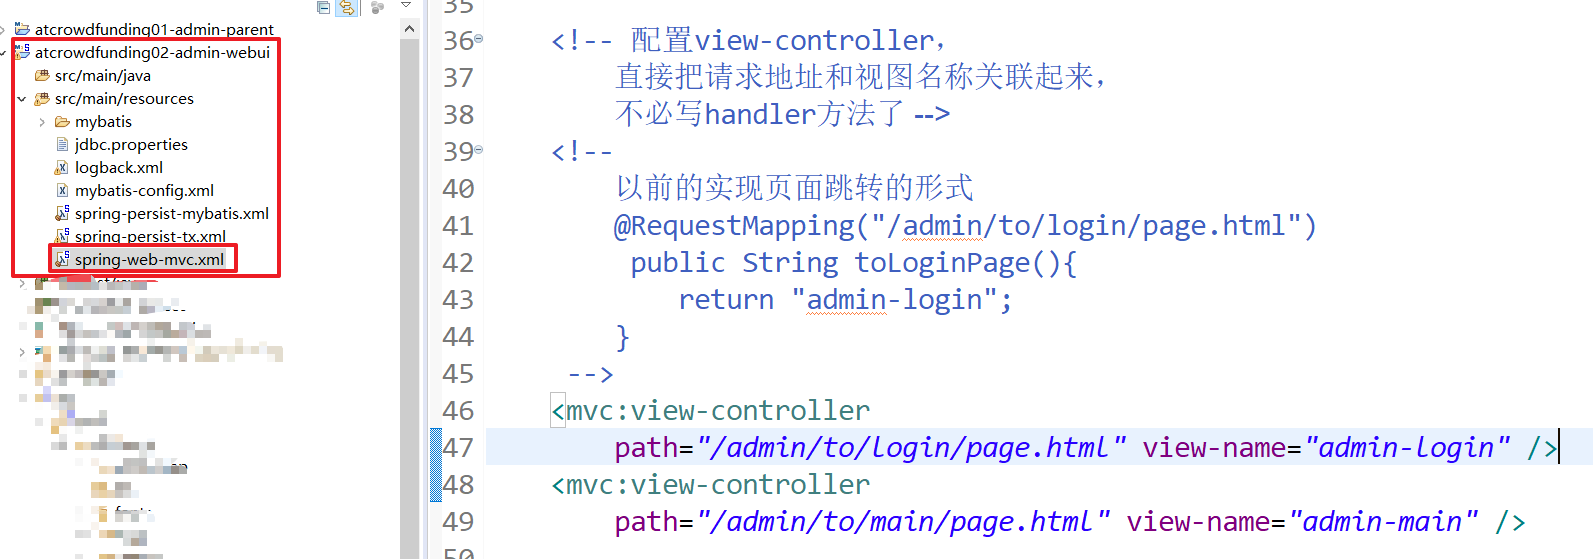 atcrowdfunding01-admin-parent
atcrowdfunding02-admin-webui
src/main/java
src/main/resources
mybatis
jdbc.properties
logback.xml
mybatis-config.xml
spring-persist-mybatis.xml
spring-persist-tx.xml
spring-web-mvc.xml
35
36 <!-- 配置view-controller，
37 直接把请求地址和视图名称关联起来，
38 不必写handler方法了 -->
39 <!--
40 以前的实现页面跳转的形式
41 @RequestMapping("/admin/to/login/page.html")
42 public String toLoginPage(){
43 return "admin-login";
44 }
45 -->
46 <mvc:view-controller
47 path="/admin/to/login/page.html" view-name="admin-login" />
48 <mvc:view-controller
49 path="/admin/to/main/page.html" view-name="admin-main" />
50